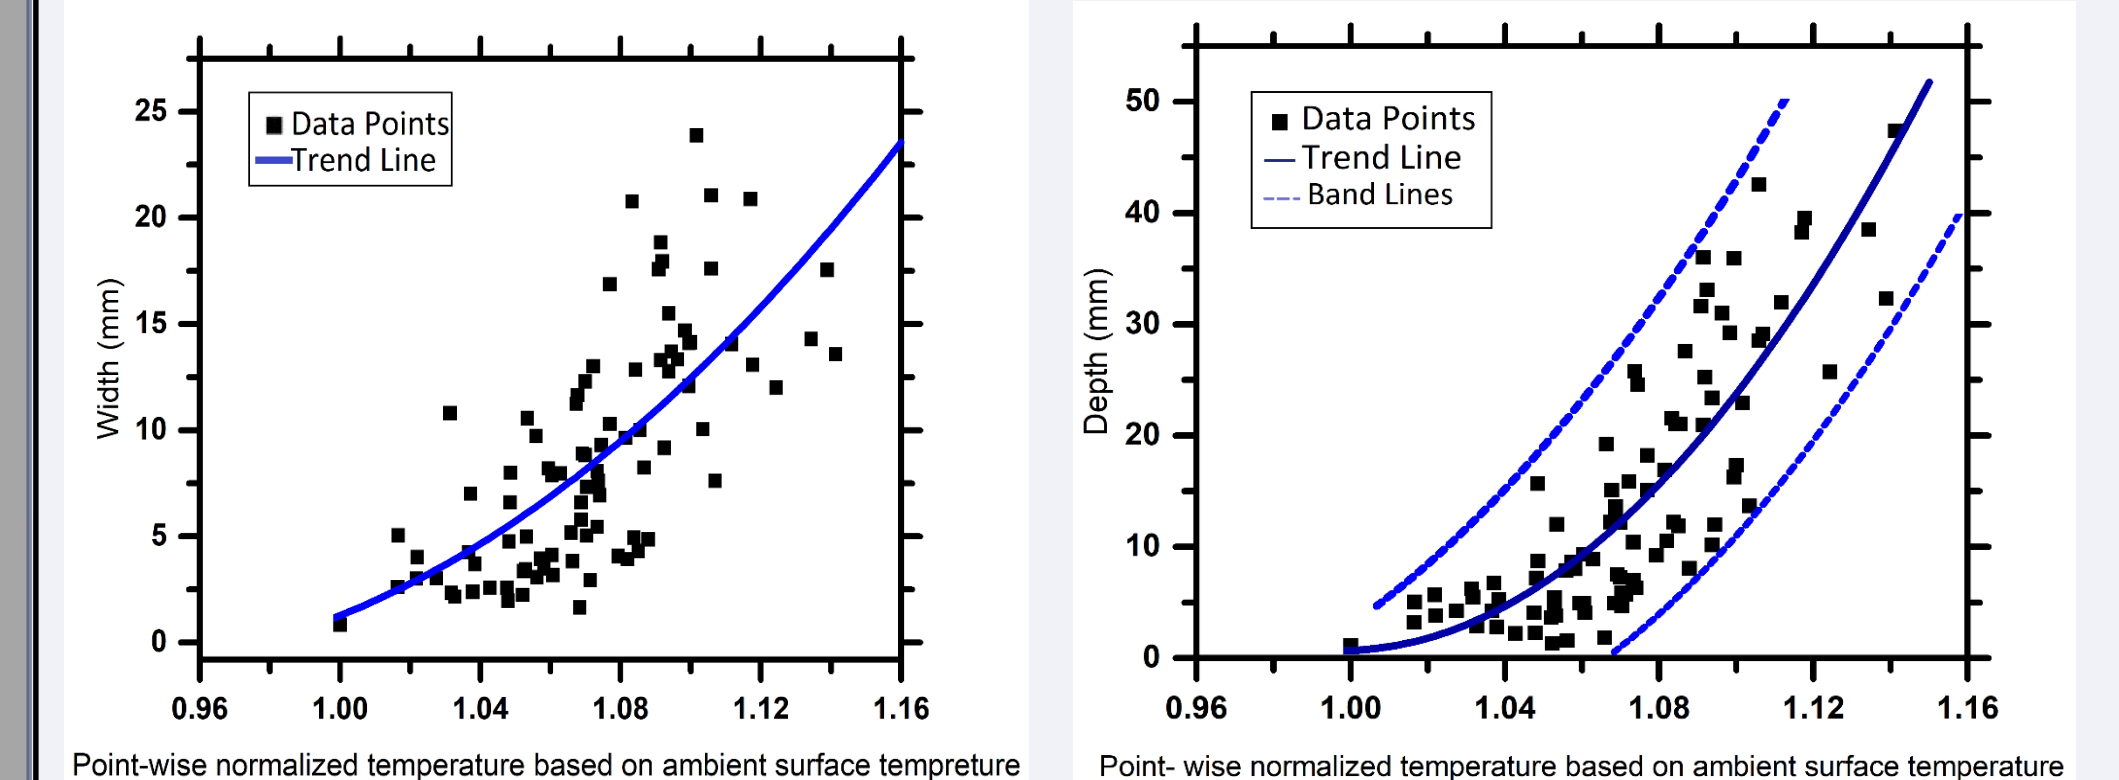 25
20
15
10
5
0
Width (mm)
Data Points
Trend Line
0.96 1.00 1.04 1.08 1.12 1.16
Point-wise normalized temperature based on ambient surface tempreture
50
40
30
20
10
0
Depth (mm)
Data Points
Trend Line
Band Lines
0.96 1.00 1.04 1.08 1.12 1.16
Point- wise normalized temperature based on ambient surface temperature